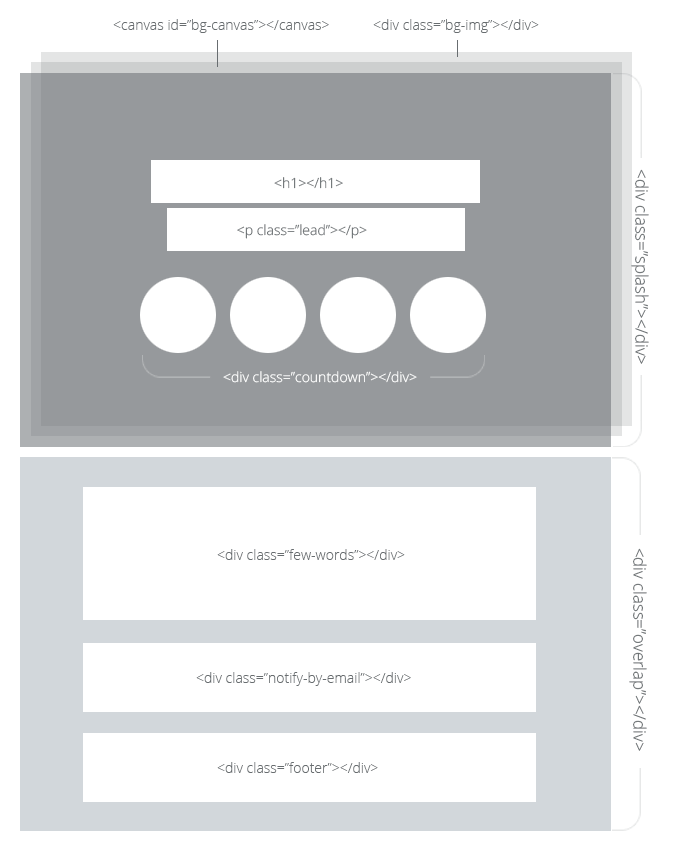 <canvas id=”bg-canvas”></canvas>
<div class=”bg-img”></div>
<h1></h1>
<p class=”lead”></p>
<div class=”countdown”></div>
<div class=”splash”></div>
<div class=”few-words”></div>
<div class=”notify-by-email”></div>
<div class=”footer”></div>
<div class=”overlap”></div>